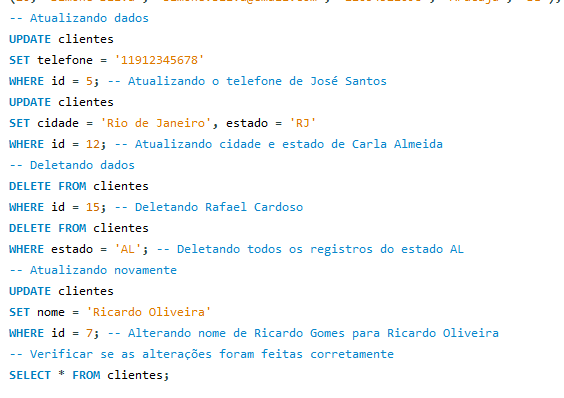 -- Atualizando dados
UPDATE clientes
SET telefone = '11912345678'
WHERE id = 5; -- Atualizando o telefone de José Santos
UPDATE clientes
SET cidade = 'Rio de Janeiro', estado = 'RJ'
WHERE id = 12; -- Atualizando cidade e estado de Carla Almeida
-- Deletando dados
DELETE FROM clientes
WHERE id = 15; -- Deletando Rafael Cardoso
DELETE FROM clientes
WHERE estado = 'AL'; -- Deletando todos os registros do estado AL
-- Atualizando novamente
UPDATE clientes
SET nome = 'Ricardo Oliveira'
WHERE id = 7; -- Alterando nome de Ricardo Gomes para Ricardo Oliveira
-- Verificar se as alterações foram feitas corretamente
SELECT * FROM clientes;